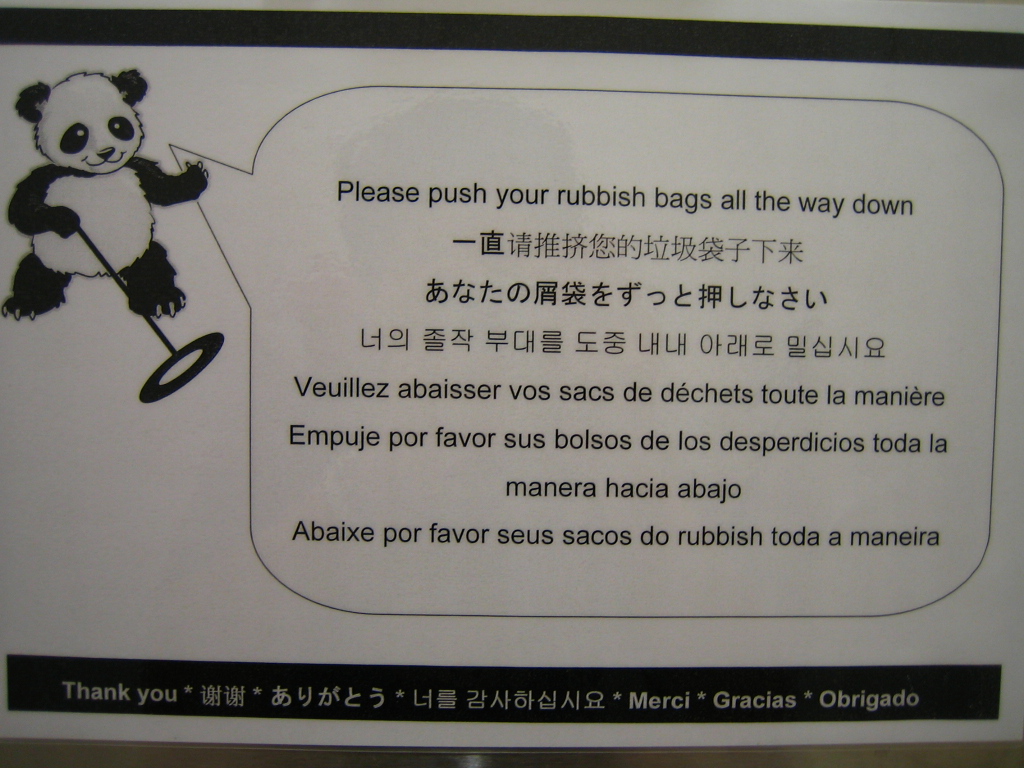 Please push your rubbish bags all the way down
一直请推挤您的垃圾袋子下来
あなたの屑袋をずっと押しなさい
너의 졸작 부대를 도중 내내 아래로 밀십시요
Veuillez abaisser vos sacs de déchets toute la manière
Empuje por favor sus bolsos de los desperdicios toda la
manera hacia abajo
Abaixe por favor seus sacos do rubbish toda a maneira
Thank you * 谢谢 * ありがとう * 너를 감사하십시요 * Merci * Gracias * Obrigado